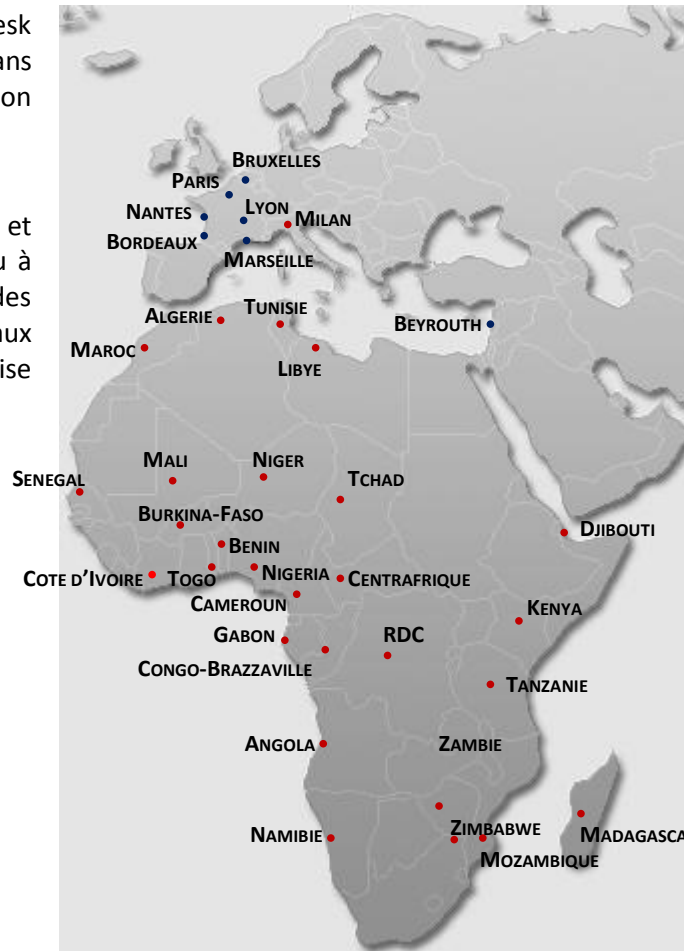 esk
ans
on
et
u à
des
aux
ise
BRUXELLES
PARIS
NANTES
LYON
MILAN
BORDEAUX
MARSEILLE
ALGERIE
TUNISIE
BEYROUTH
MAROC
LIBYE
MALI
NIGER
SENEGAL
TCHAD
BURKINA-FASO
DJIBOUTI
BENIN
COTE D'IVOIRE
TOGO
NIGERIA
CENTRAFRIQUE
CAMEROUN
KENYA
GABON
RDC
CONGO-BRAZZAVILLE
TANZANIE
ANGOLA
ZAMBIE
NAMIBIE
ZIMBABWE
MADAGASCA
MOZAMBIQUE